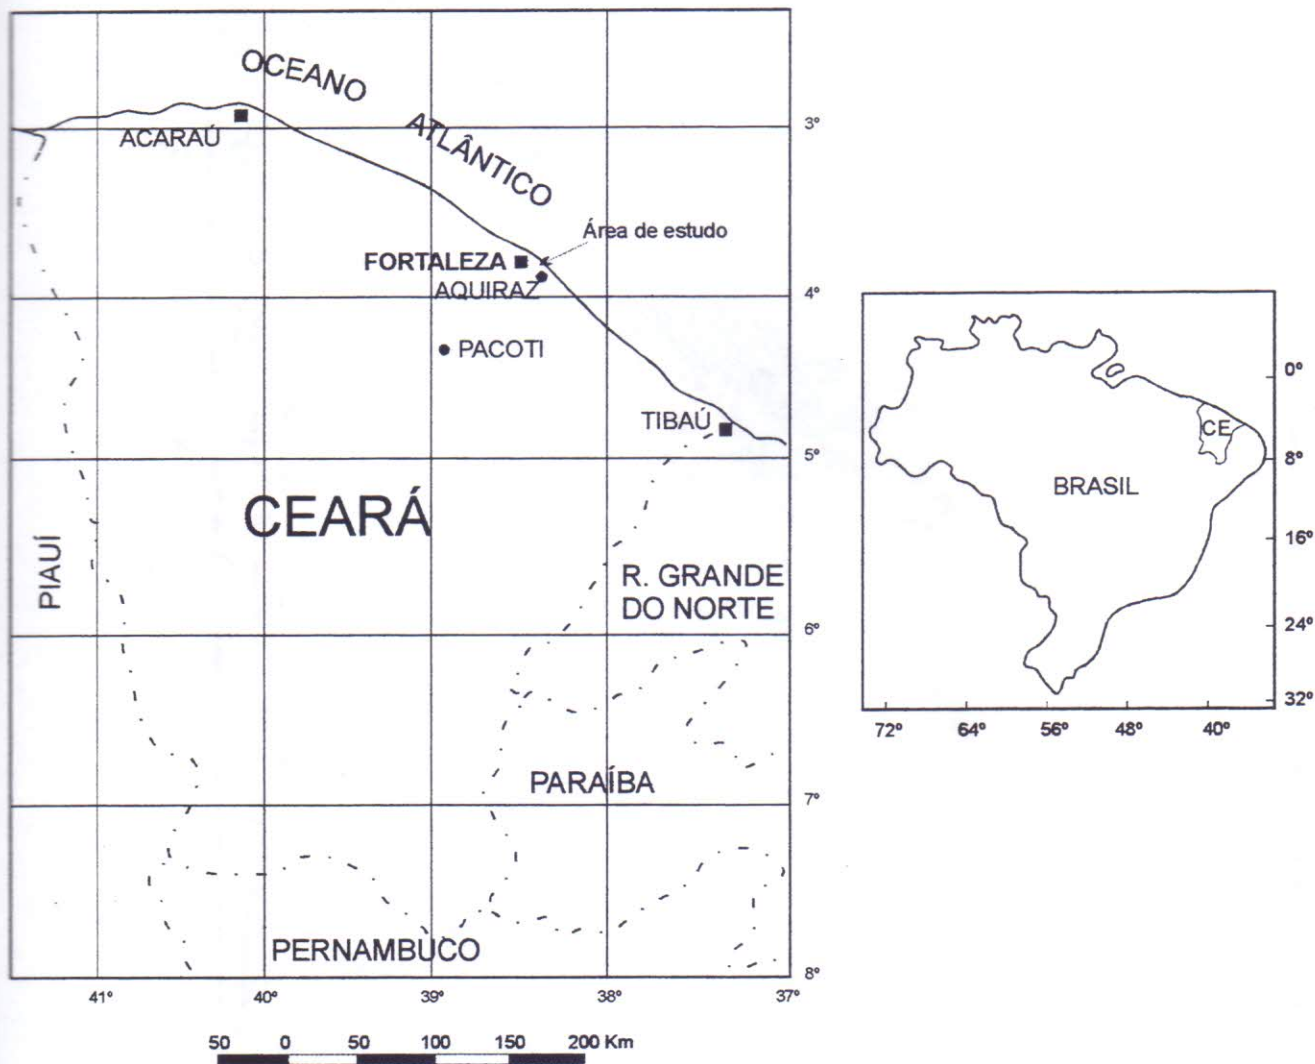 OCEANO
ATLÂNTICO
3°
ACARAÚ
Área de estudo
FORTALEZA
AQUIRAZ
4°
PACOTI
TIBAÚ
5°
CEARÁ
PIAUÍ
R. GRANDE
DO NORTE
6°
PARAÍBA
7°
PERNAMBUCO
8°
41° 40° 39° 38° 37°
50 0 50 100 150 200 Km
0°
CE
8°
BRASIL
16°
24°
32°
72° 64° 56° 48° 40°